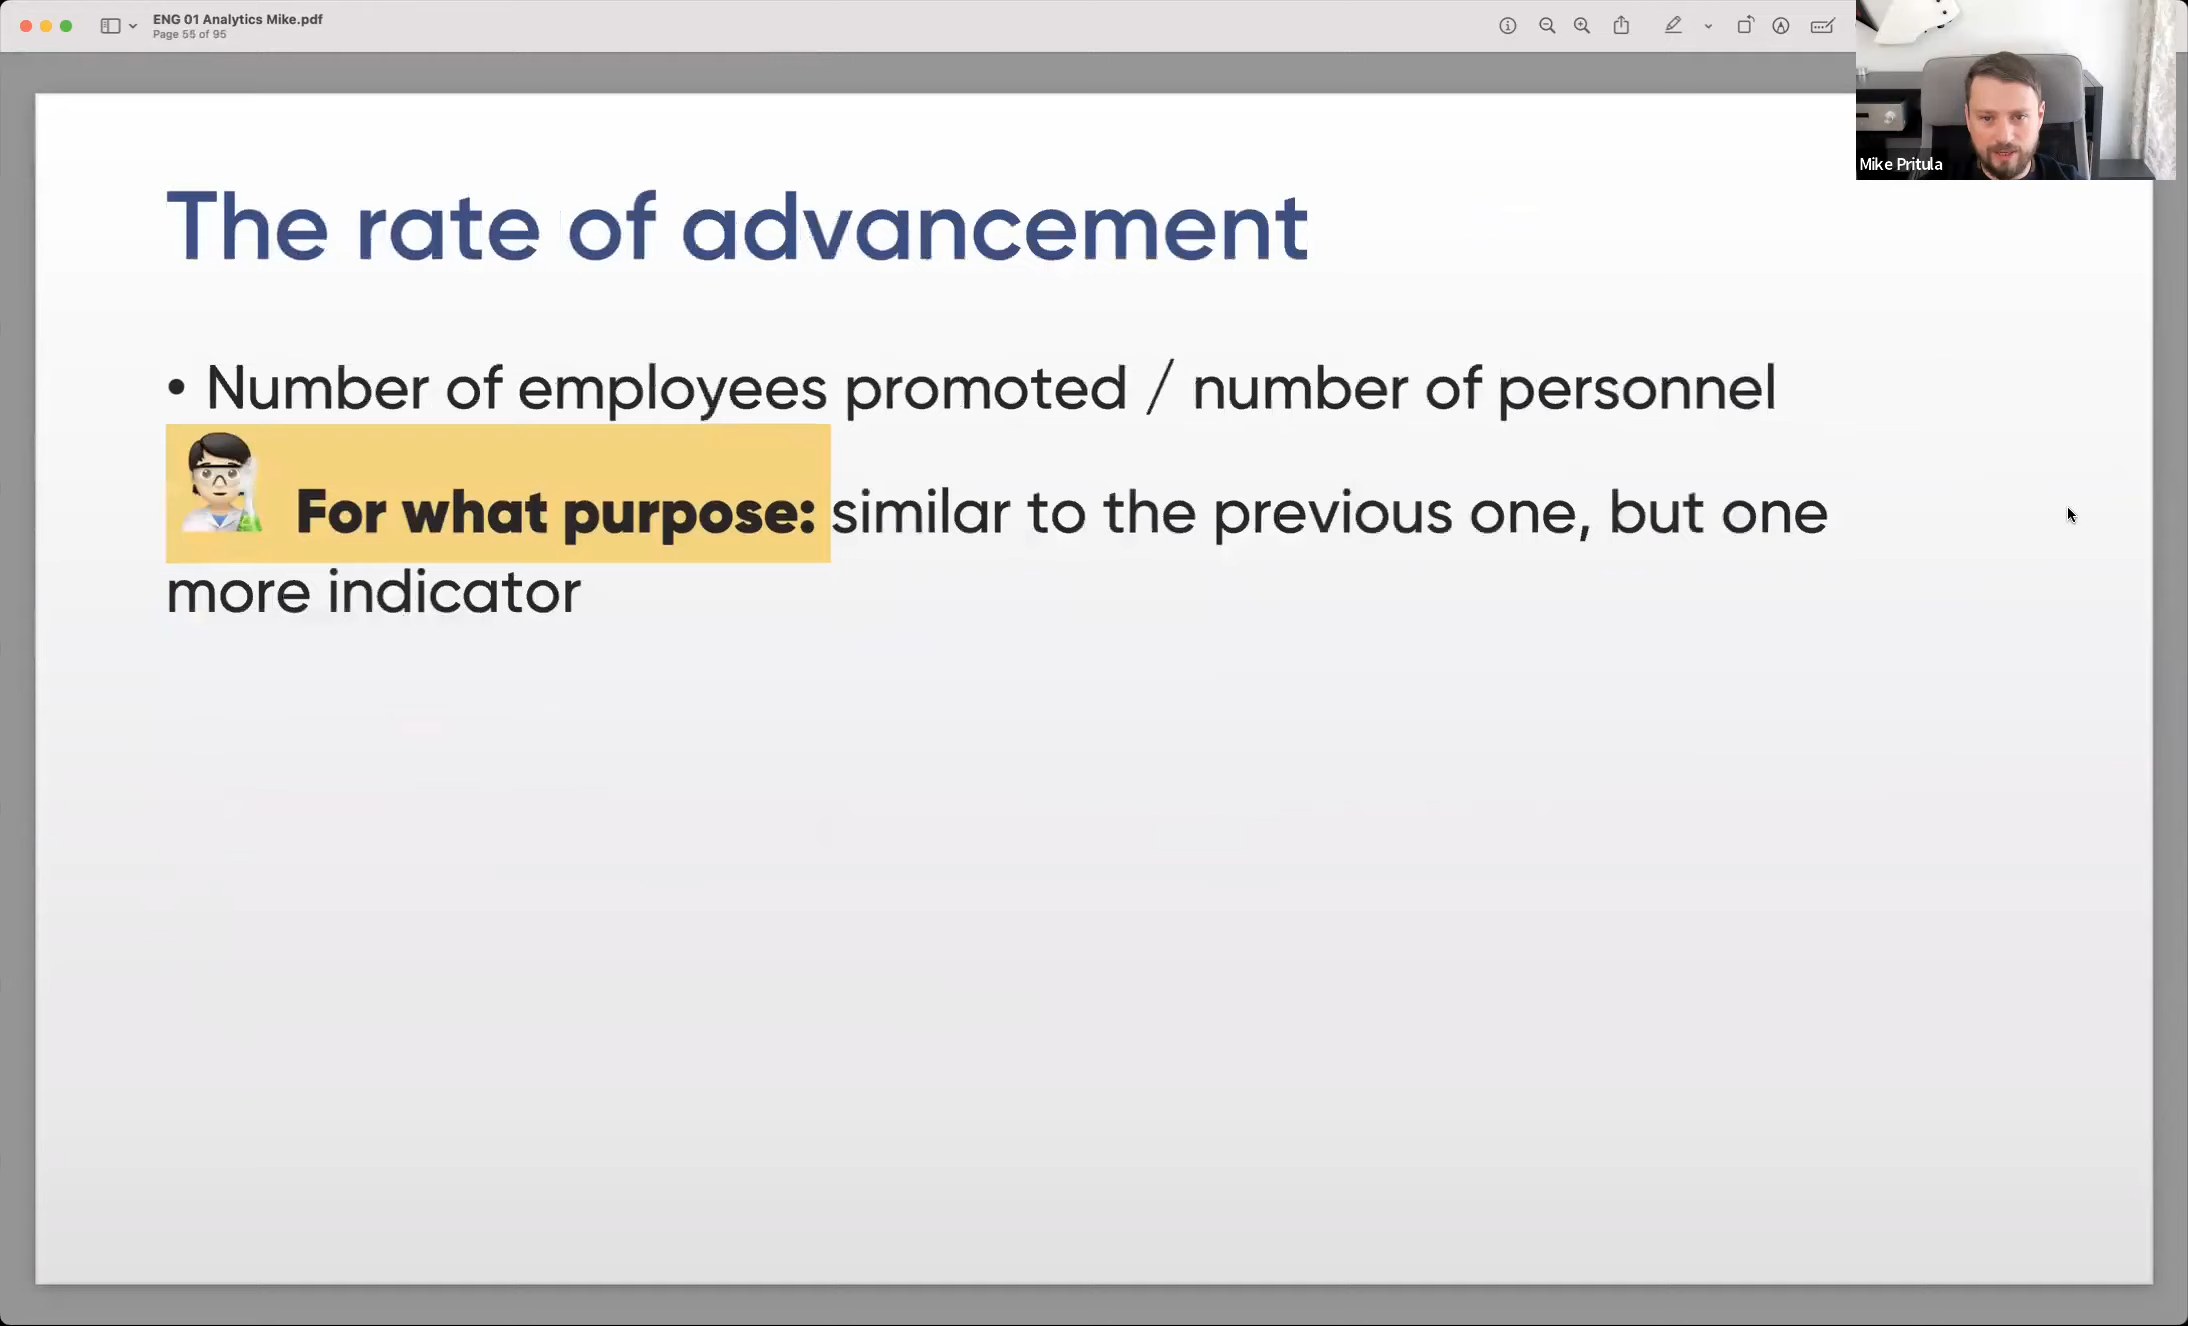 ENG 01 Analytics Mike.pdf
Page 55 of 95
Mike Pritula
The rate of advancement
• Number of employees promoted / number of personnel
For what purpose: similar to the previous one, but one
more indicator